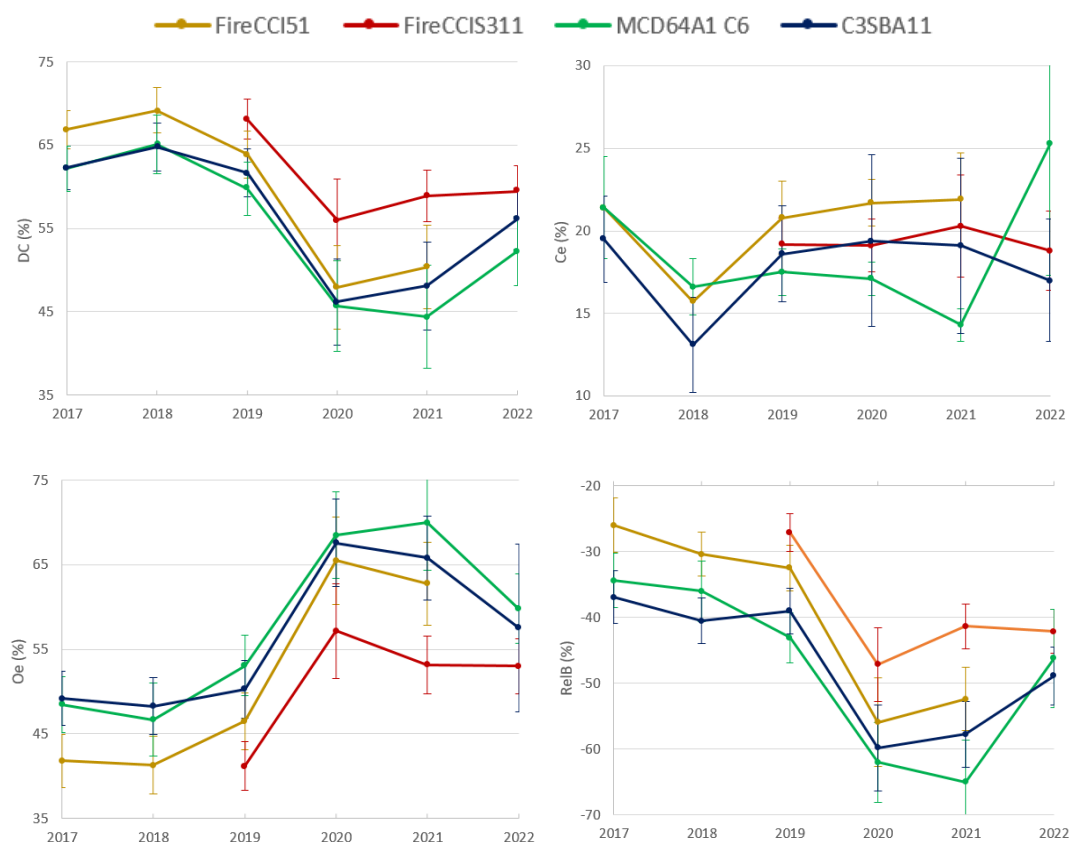 FireCCI51 FireCCIS311 MCD64A1 C6 C3SBA11
75
65
55
45
35
DC (%)
2017 2018 2019 2020 2021 2022
30
25
20
15
10
Ce (%)
2017 2018 2019 2020 2021 2022
75
65
55
45
35
Oe (%)
2017 2018 2019 2020 2021 2022
-20
-30
-40
-50
-60
-70
RelB (%)
2017 2018 2019 2020 2021 2022